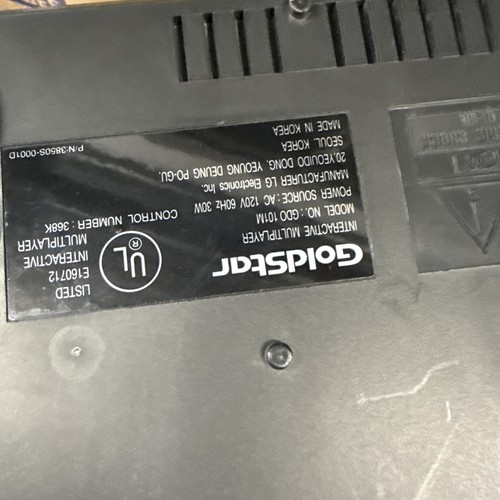 GoldStar
INTERACTIVE MULTIPLAYER
MODEL NO : GDO 101M
POWER SOURCE : AC 120V 60Hz 30W
MANUFACTURER LG Electronics Inc.
20,YEOUIDO DONG, YEOUNG DEUNG PO-GU,
SEOUL KOREA
MADE IN KOREA
UL
®
LISTED
E160712
INTERACTIVE
MULTIPLAYER
CONTROL NUMBER : 368K
P/N:3850S-0001D